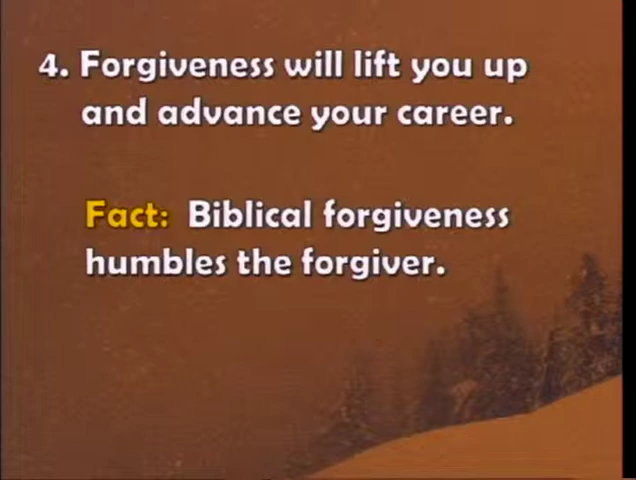 4. Forgiveness will lift you up
and advance your career.
Fact: Biblical forgiveness
humbles the forgiver.